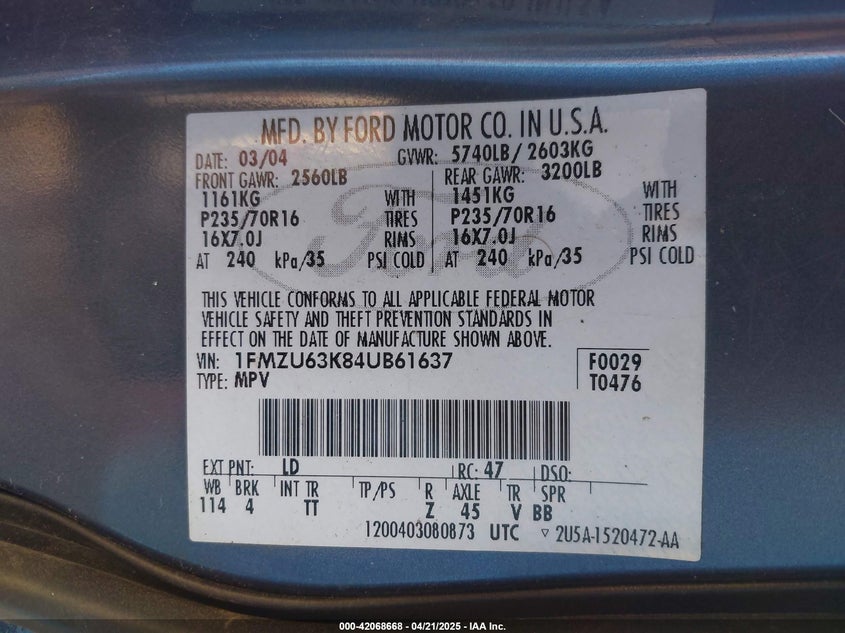 MFD. BY FORD MOTOR CO. IN U.S.A.
DATE: 03/04 GVWR: 5740LB/ 2603KG
FRONT GAWR: 2560LB REAR GAWR: 3200LB
1161KG WITH 1451KG WITH
P235/70R16 TIRES P235/70R16 TIRES
16X7.0J RIMS 16X7.0J RIMS
AT 240 kPa/35 PSI COLD AT 240 kPa/35 PSI COLD
Ford
THIS VEHICLE CONFORMS TO ALL APPLICABLE FEDERAL MOTOR
VEHICLE SAFETY AND THEFT PREVENTION STANDARDS IN
EFFECT ON THE DATE OF MANUFACTURE SHOWN ABOVE.
VIN: 1FMZU63K84UB61637 F0029
TYPE: MPV T0476
EXT PNT: LD RC: 47 DSO:
WB BRK INT TR TP/PS R AXLE TR SPR
114 4 TT Z 45 V BB
1200403080873 UTC ▽ 2U5A-1520472-AA
000-42068668 - 04/21/2025 - IAA Inc.